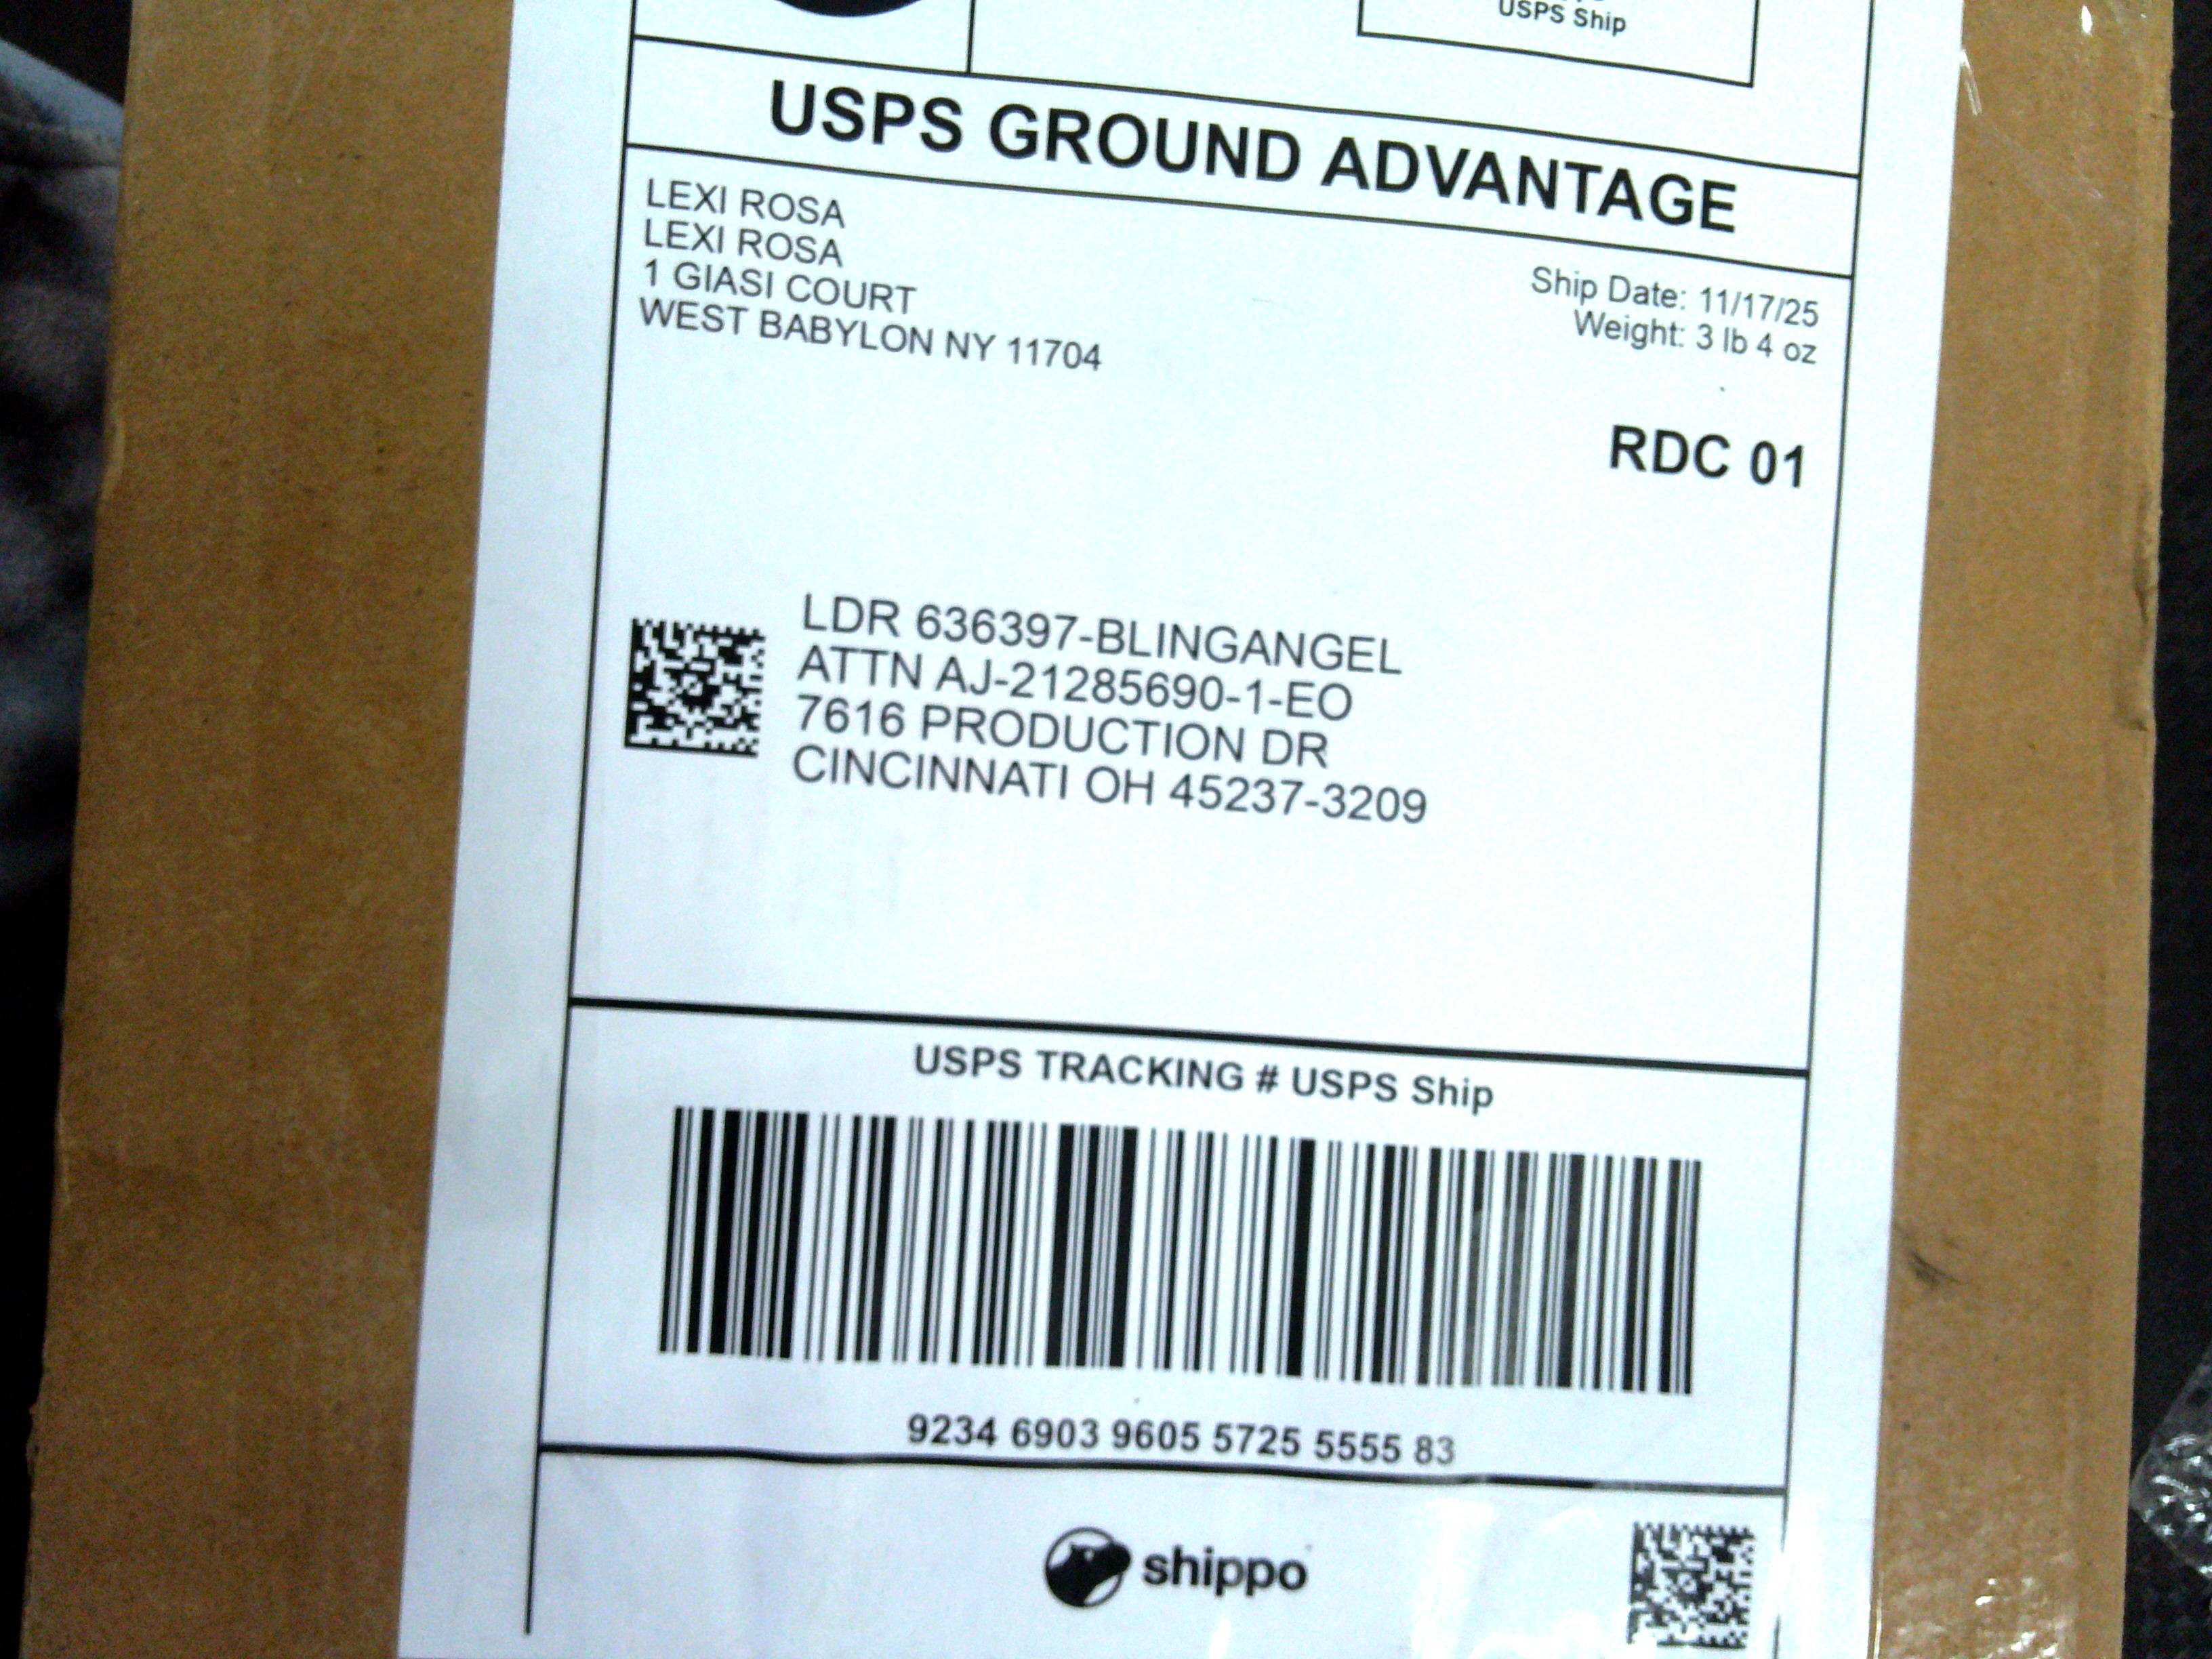 USPS Ship
USPS GROUND ADVANTAGE
LEXI ROSA
LEXI ROSA
1 GIASI COURT
WEST BABYLON NY 11704
Ship Date: 11/17/25
Weight: 3 lb 4 oz
RDC 01
LDR 636397-BLINGANGEL
ATTN AJ-21285690-1-EO
7616 PRODUCTION DR
CINCINNATI OH 45237-3209
USPS TRACKING # USPS Ship
9234 6903 9605 5725 5555 83
shippo